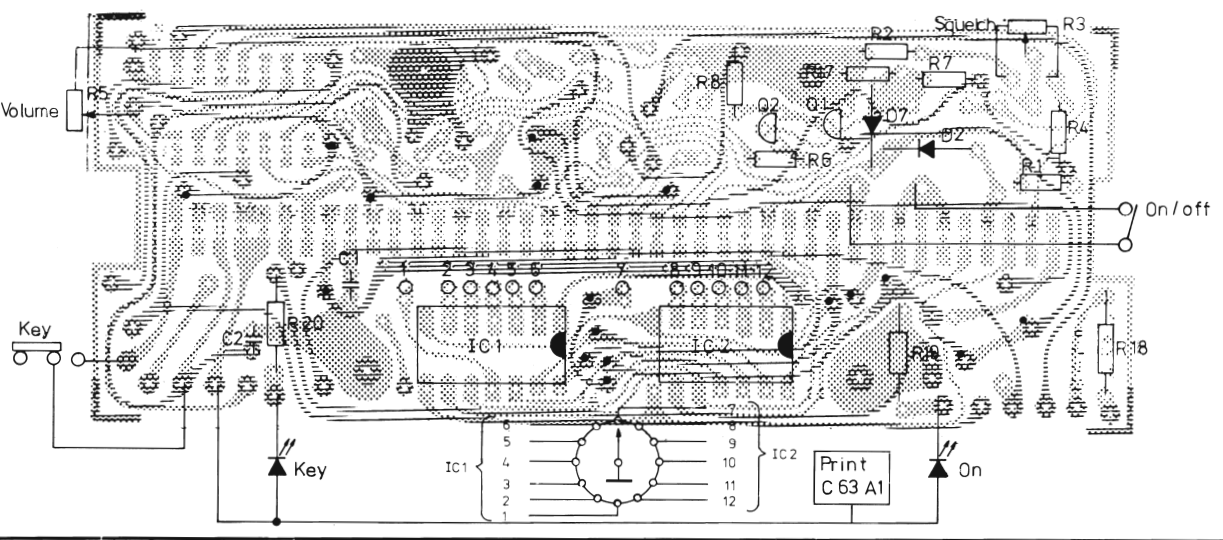 Squelch R3
R2
R17 R7
R8
R5
Volume
Q2 Q1 D7
R4
D2
R6
R1
On/off
C1
1 2 3 4 5 6 7 8 9 10 11 12
Key
R20
C2
IC1 IC2
R19
R18
6 7
5 8
4 9
3 10
2 11
1 12
IC1 IC2
Key
Print
C 63 A1
On